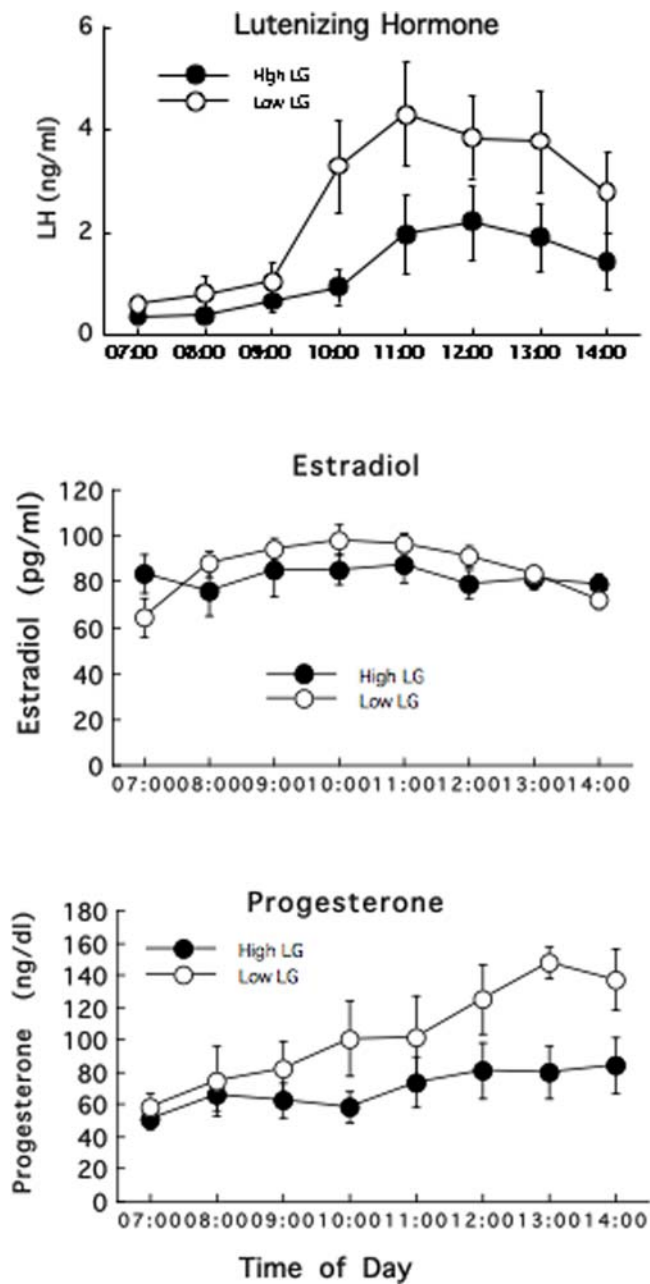 Lutenizing Hormone
High LG
Low LG
LH (ng/ml)
6
4
2
0
07:00 08:00 09:00 10:00 11:00 12:00 13:00 14:00
Estradiol
Estradiol (pg/ml)
120
100
80
60
40
20
0
High LG
Low LG
07:00 08:00 09:00 10:00 11:00 12:00 13:00 14:00
Progesterone
Progesterone (ng/dl)
180
160
140
120
100
80
60
40
20
0
High LG
Low LG
07:00 08:00 09:00 10:00 11:00 12:00 13:00 14:00
Time of Day